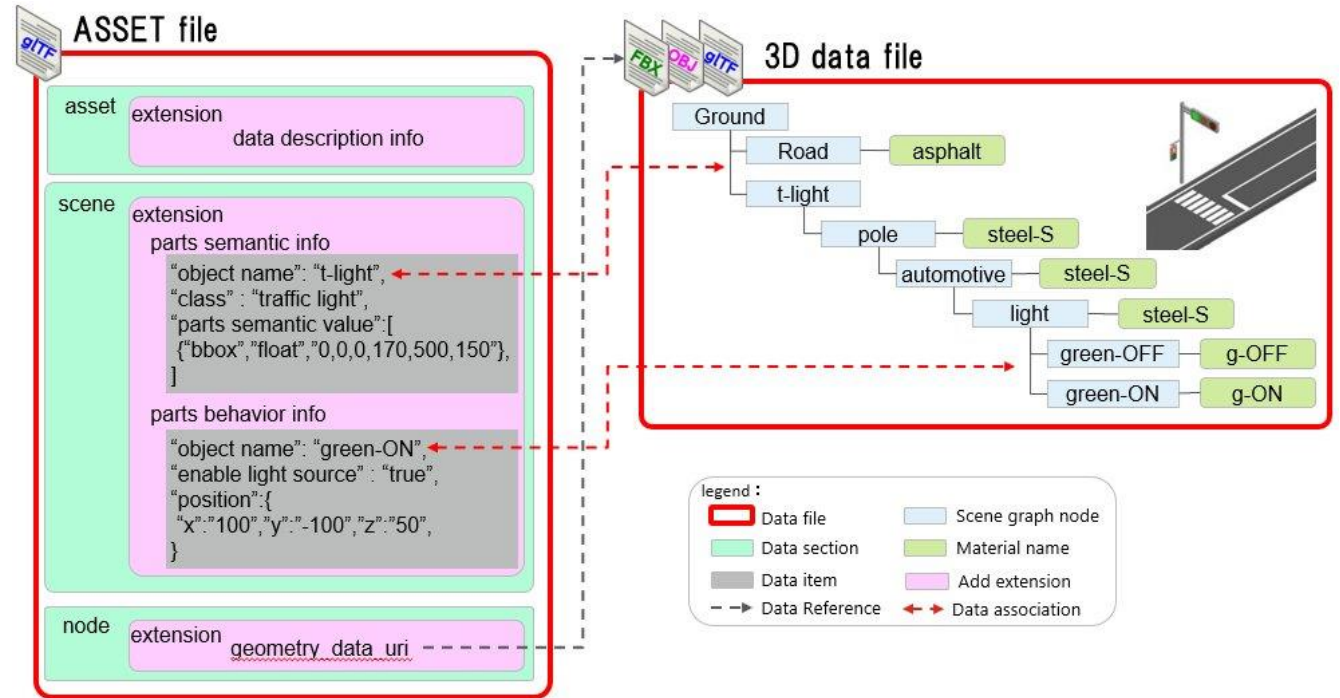 glTF
ASSET file
asset
extension
data description info
scene
extension
parts semantic info
“object name”: “t-light”,
“class” : “traffic light”,
“parts semantic value”:[
{“bbox”,”float”,”0,0,0,170,500,150”},
]
parts behavior info
“object name”: “green-ON”,
“enable light source” : “true”,
“position”:{
“x”:”100”,”y”:”-100”,”z”:”50”,
}
node
extension
geometry_data_uri
FBX
OBJ
glTF
3D data file
Ground
Road
asphalt
t-light
pole
steel-S
automotive
steel-S
light
steel-S
green-OFF
g-OFF
green-ON
g-ON
legend：
Data file
Scene graph node
Data section
Material name
Data item
Add extension
Data Reference
Data association